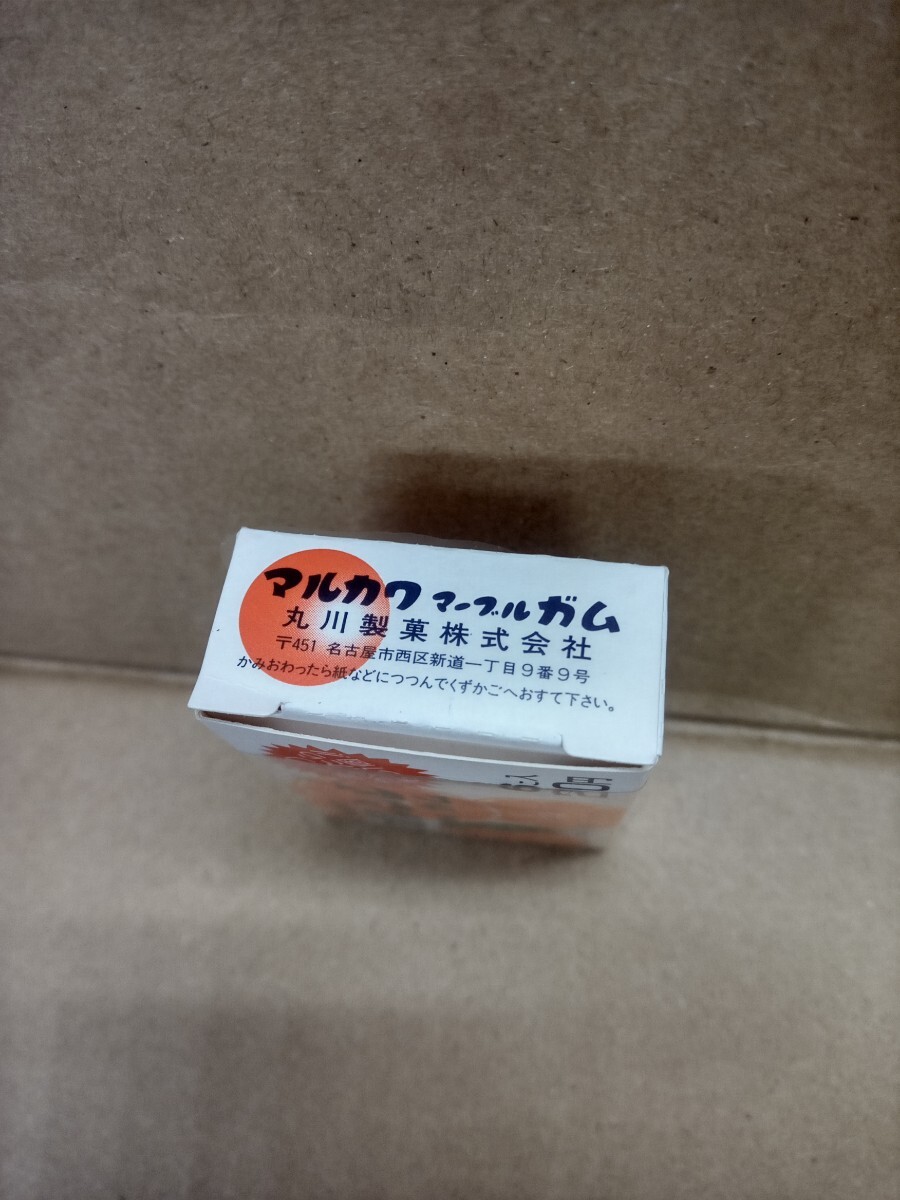 マルカワ マーブルガム
丸川製菓株式会社
〒451 名古屋市西区新道一丁目9番9号
かみおわったら紙などにつつんでくずかごへおすて下さい。